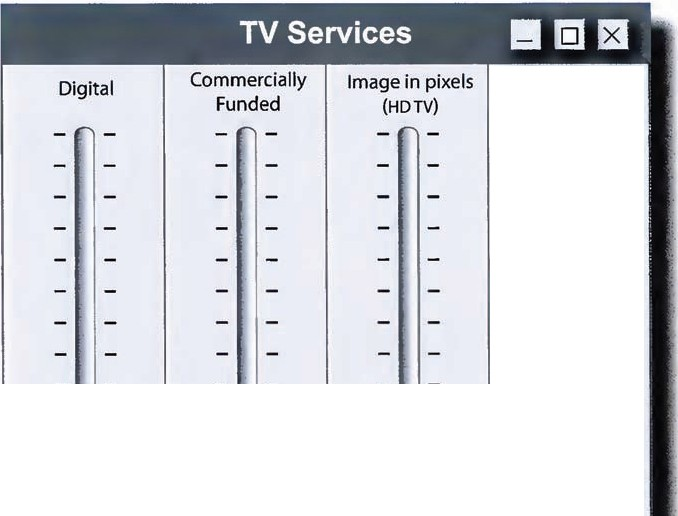 TV Services
Digital
Commercially
Funded
Image in pixels
(HD TV)